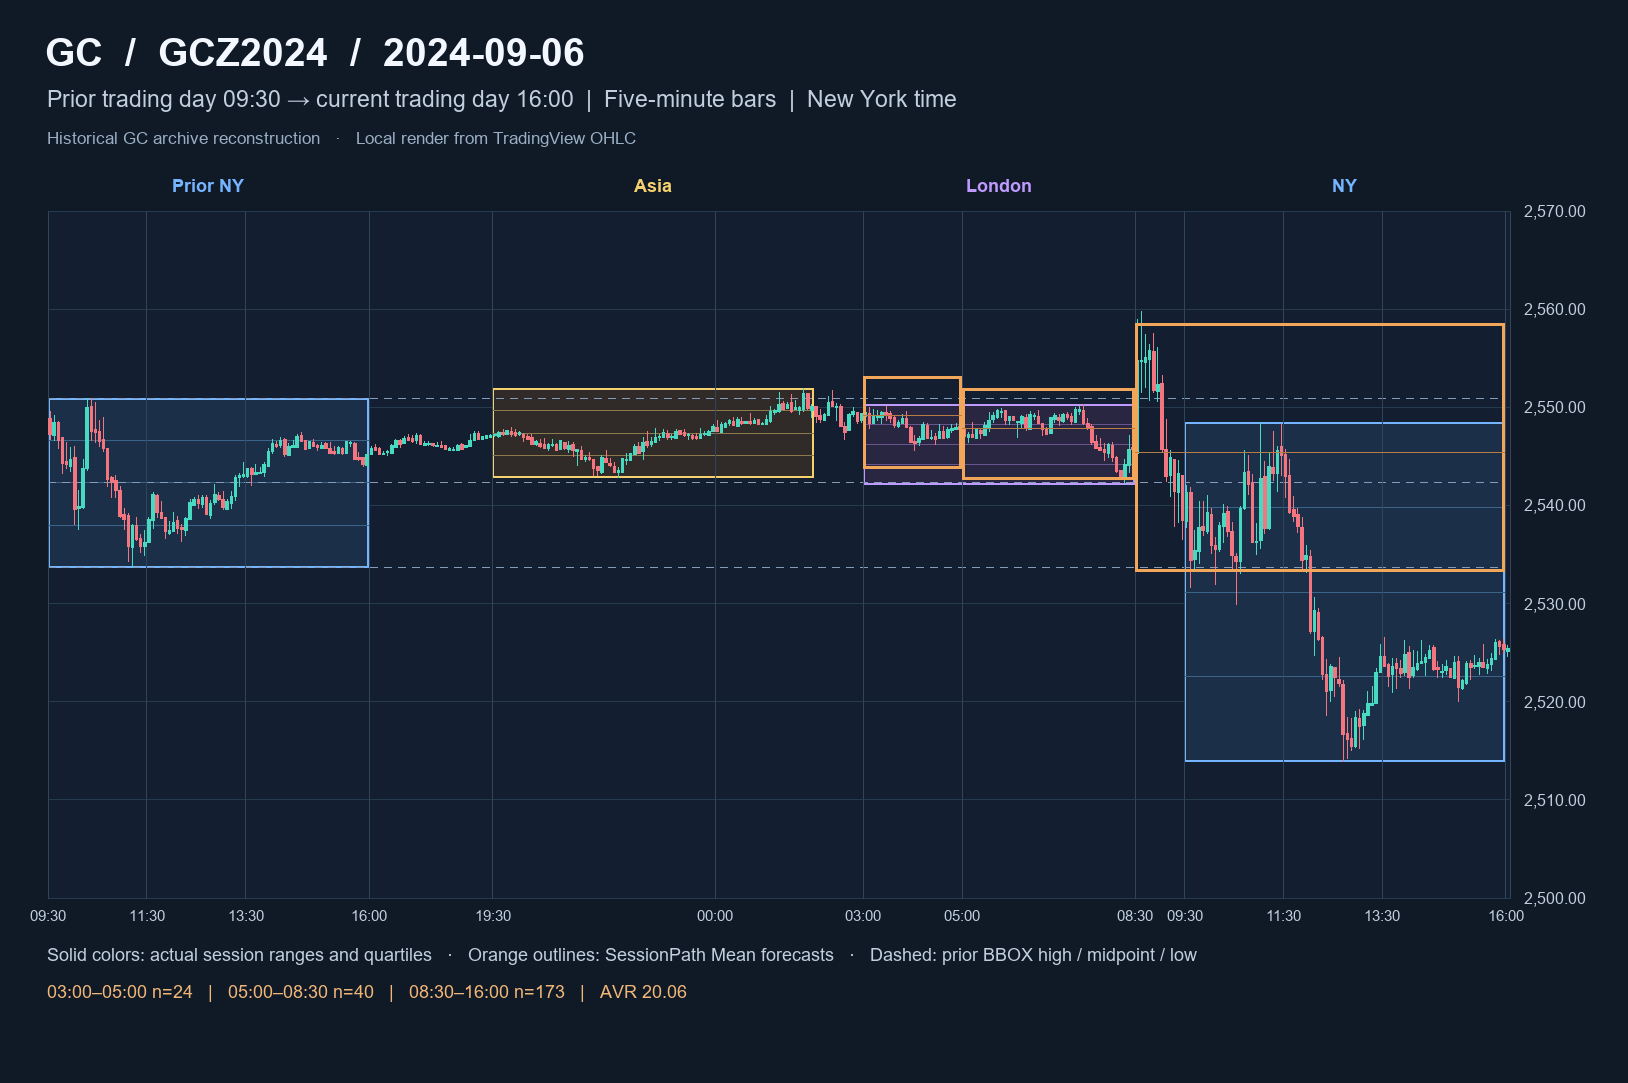 GC / GCZ2024 / 2024-09-06
Prior trading day 09:30 → current trading day 16:00 | Five-minute bars | New York time
Historical GC archive reconstruction · Local render from TradingView OHLC
Prior NY Asia London NY
2,570.00
2,560.00
2,550.00
2,540.00
2,530.00
2,520.00
2,510.00
2,500.00
09:30 11:30 13:30 16:00 19:30 00:00 03:00 05:00 08:30 09:30 11:30 13:30 16:00
Solid colors: actual session ranges and quartiles · Orange outlines: SessionPath Mean forecasts · Dashed: prior BBOX high / midpoint / low
03:00–05:00 n=24 | 05:00–08:30 n=40 | 08:30–16:00 n=173 | AVR 20.06